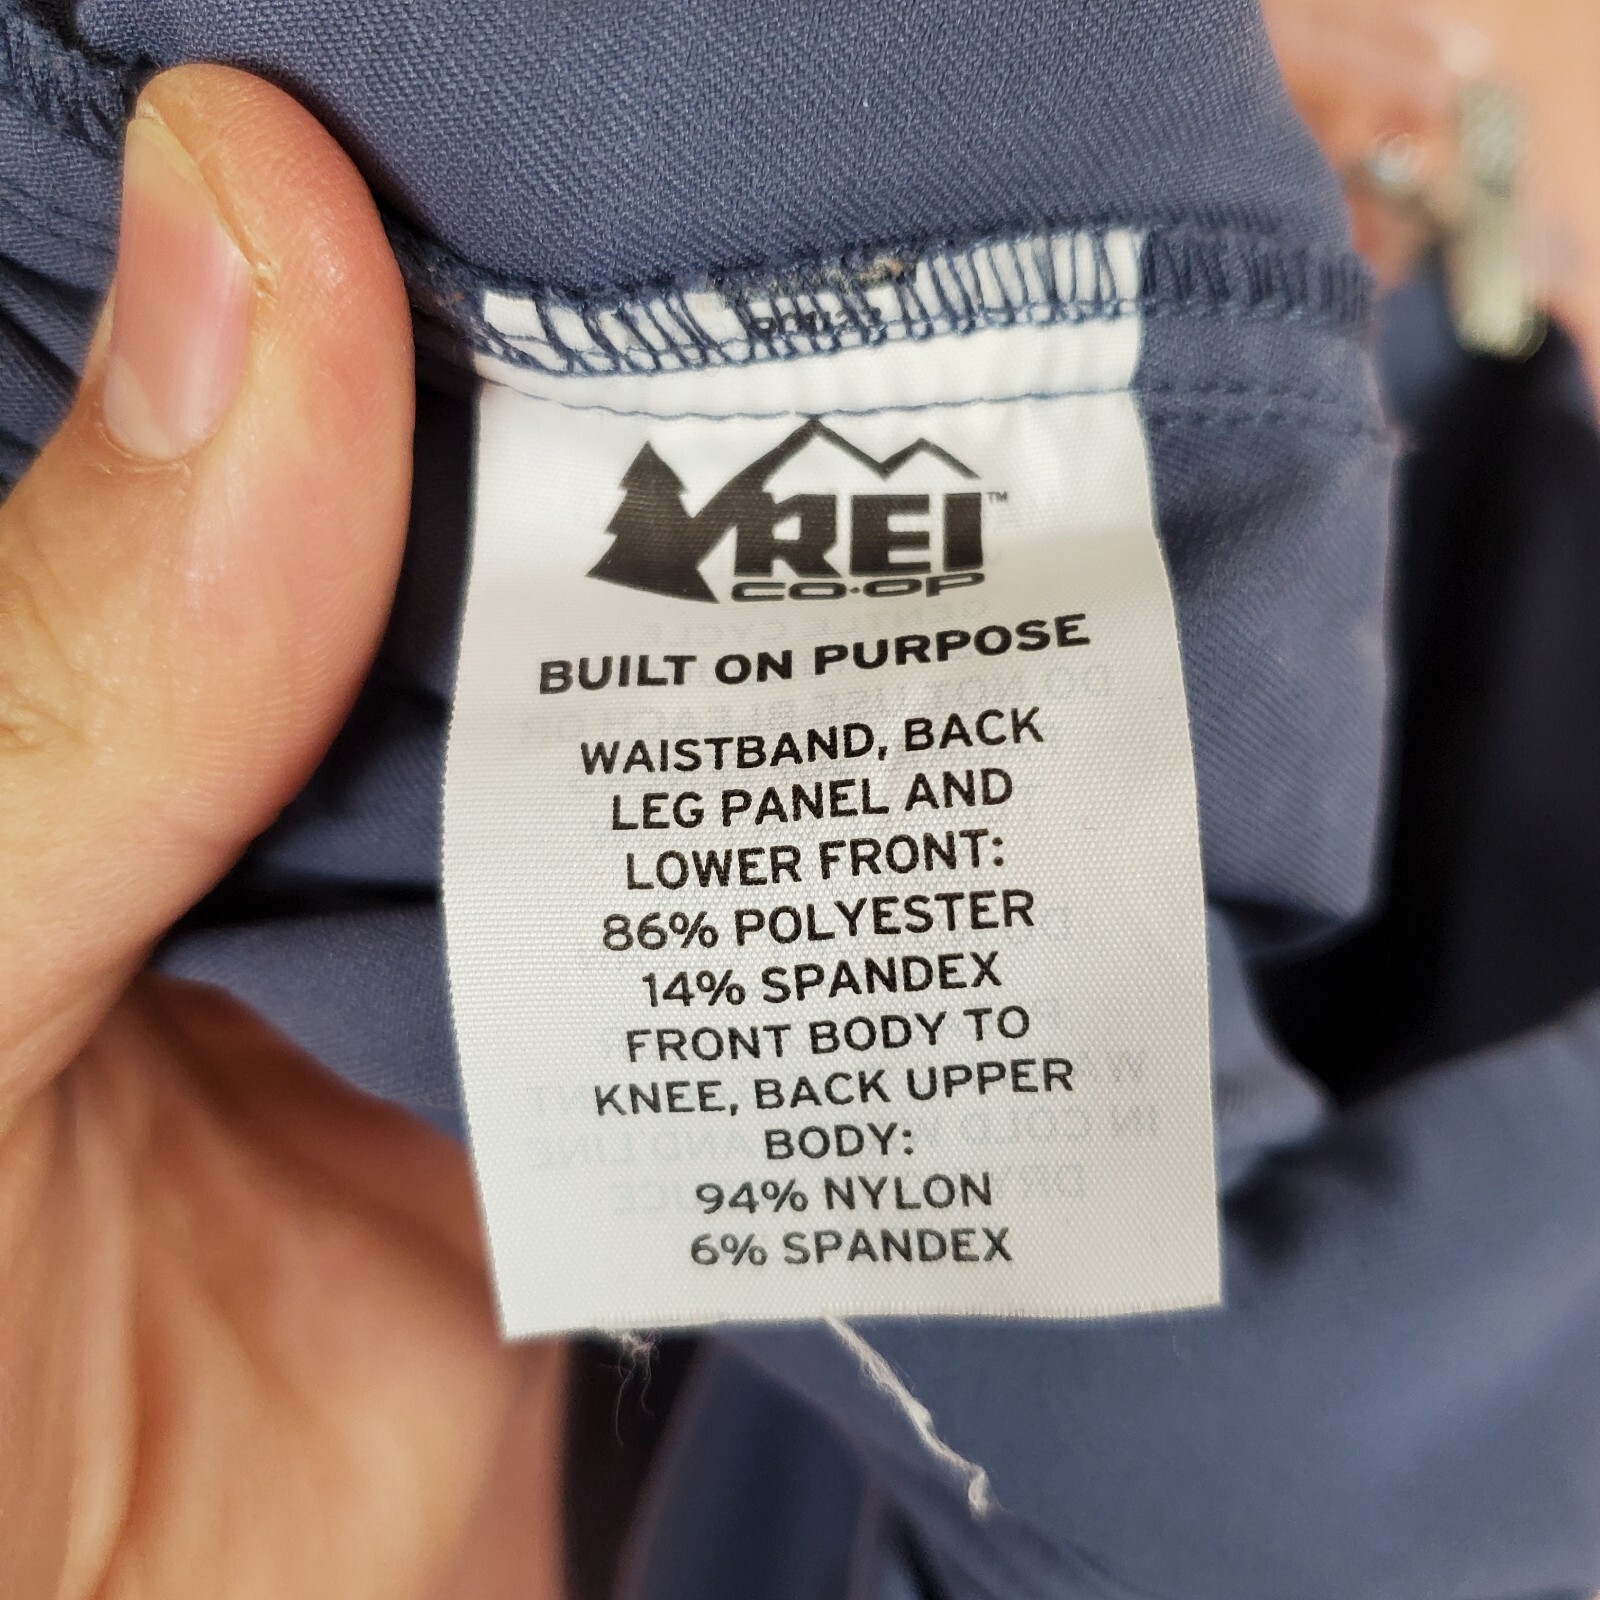 REI™
CO·OP
BUILT ON PURPOSE
WAISTBAND, BACK
LEG PANEL AND
LOWER FRONT:
86% POLYESTER
14% SPANDEX
FRONT BODY TO
KNEE, BACK UPPER
BODY:
94% NYLON
6% SPANDEX